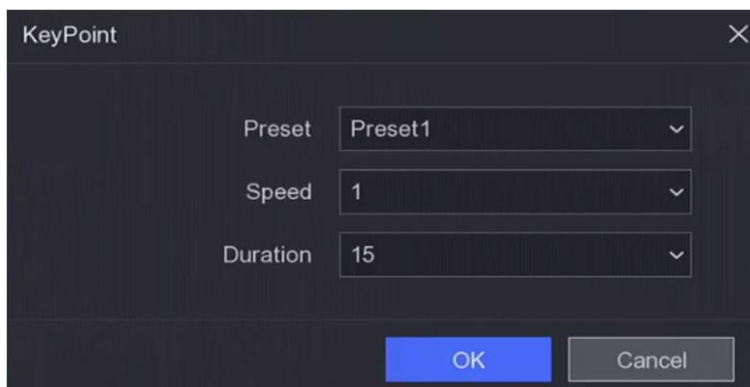 KeyPoint
Preset Preset1
Speed 1
Duration 15
OK Cancel